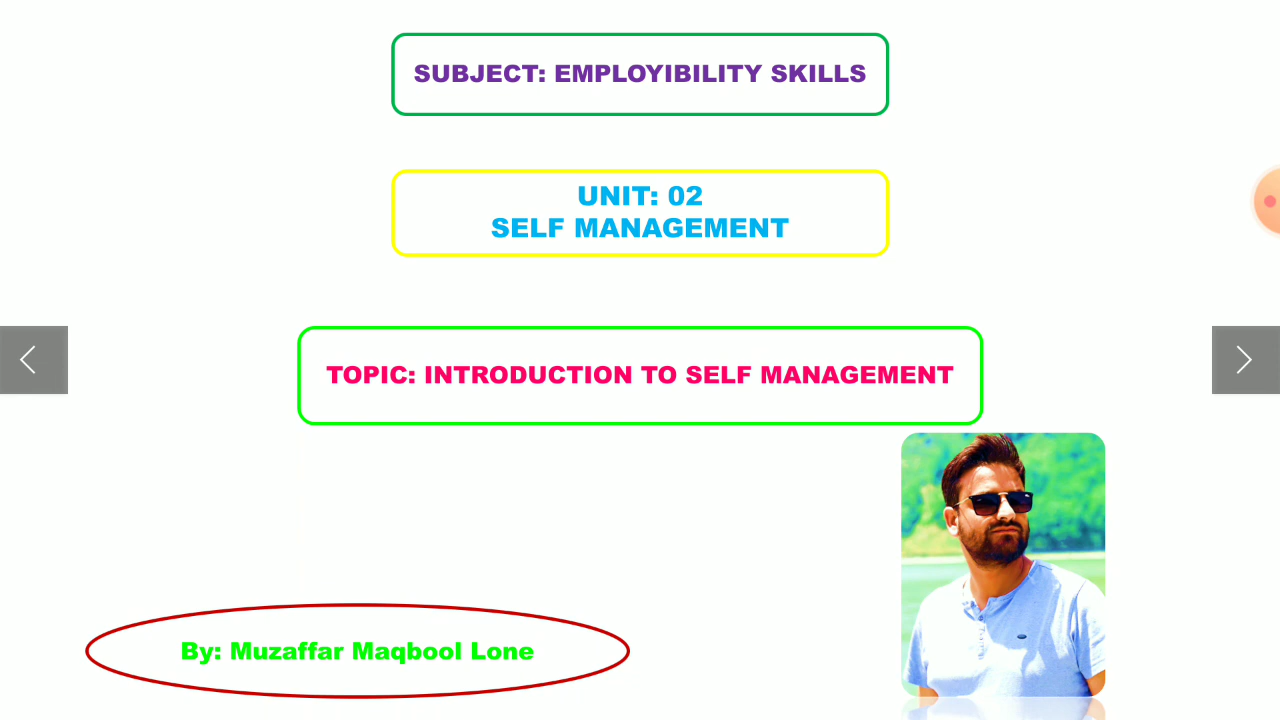 SUBJECT: EMPLOYIBILITY SKILLS
UNIT: 02
SELF MANAGEMENT
TOPIC: INTRODUCTION TO SELF MANAGEMENT
By: Muzaffar Maqbool Lone